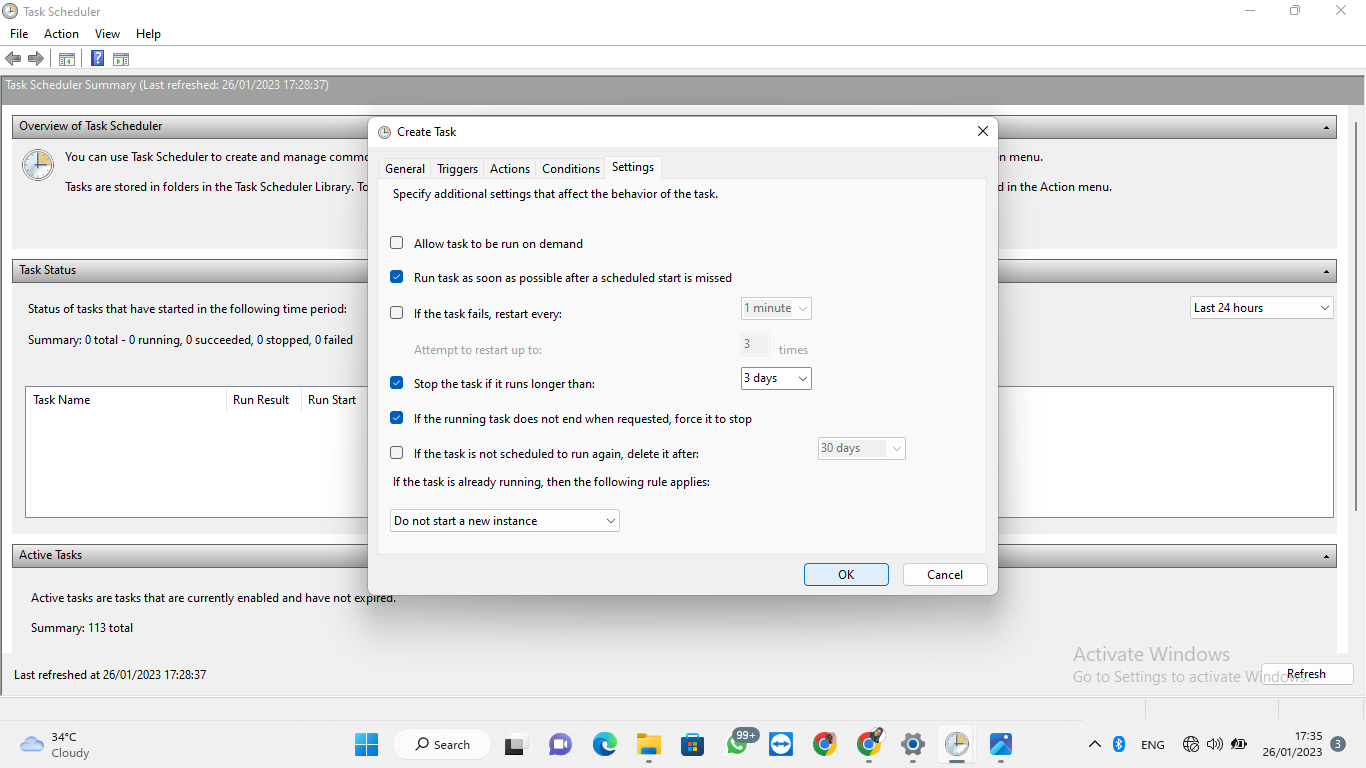 Task Scheduler
File Action View Help
Task Scheduler Summary (Last refreshed: 26/01/2023 17:28:37)
Overview of Task Scheduler
You can use Task Scheduler to create and manage commo
n menu.
Tasks are stored in folders in the Task Scheduler Library. To
d in the Action menu.
Task Status
Status of tasks that have started in the following time period:
Last 24 hours
Summary: 0 total - 0 running, 0 succeeded, 0 stopped, 0 failed
Task Name Run Result Run Start
Active Tasks
Active tasks are tasks that are currently enabled and have not expired.
Summary: 113 total
Last refreshed at 26/01/2023 17:28:37
Refresh
Create Task
General Triggers Actions Conditions Settings
Specify additional settings that affect the behavior of the task.
Allow task to be run on demand
Run task as soon as possible after a scheduled start is missed
If the task fails, restart every: 1 minute
Attempt to restart up to: 3 times
Stop the task if it runs longer than: 3 days
If the running task does not end when requested, force it to stop
If the task is not scheduled to run again, delete it after: 30 days
If the task is already running, then the following rule applies:
Do not start a new instance
OK Cancel
Activate Windows
Go to Settings to activate Windows.
34°C
Cloudy
Search
99+
ENG
17:35
26/01/2023
3